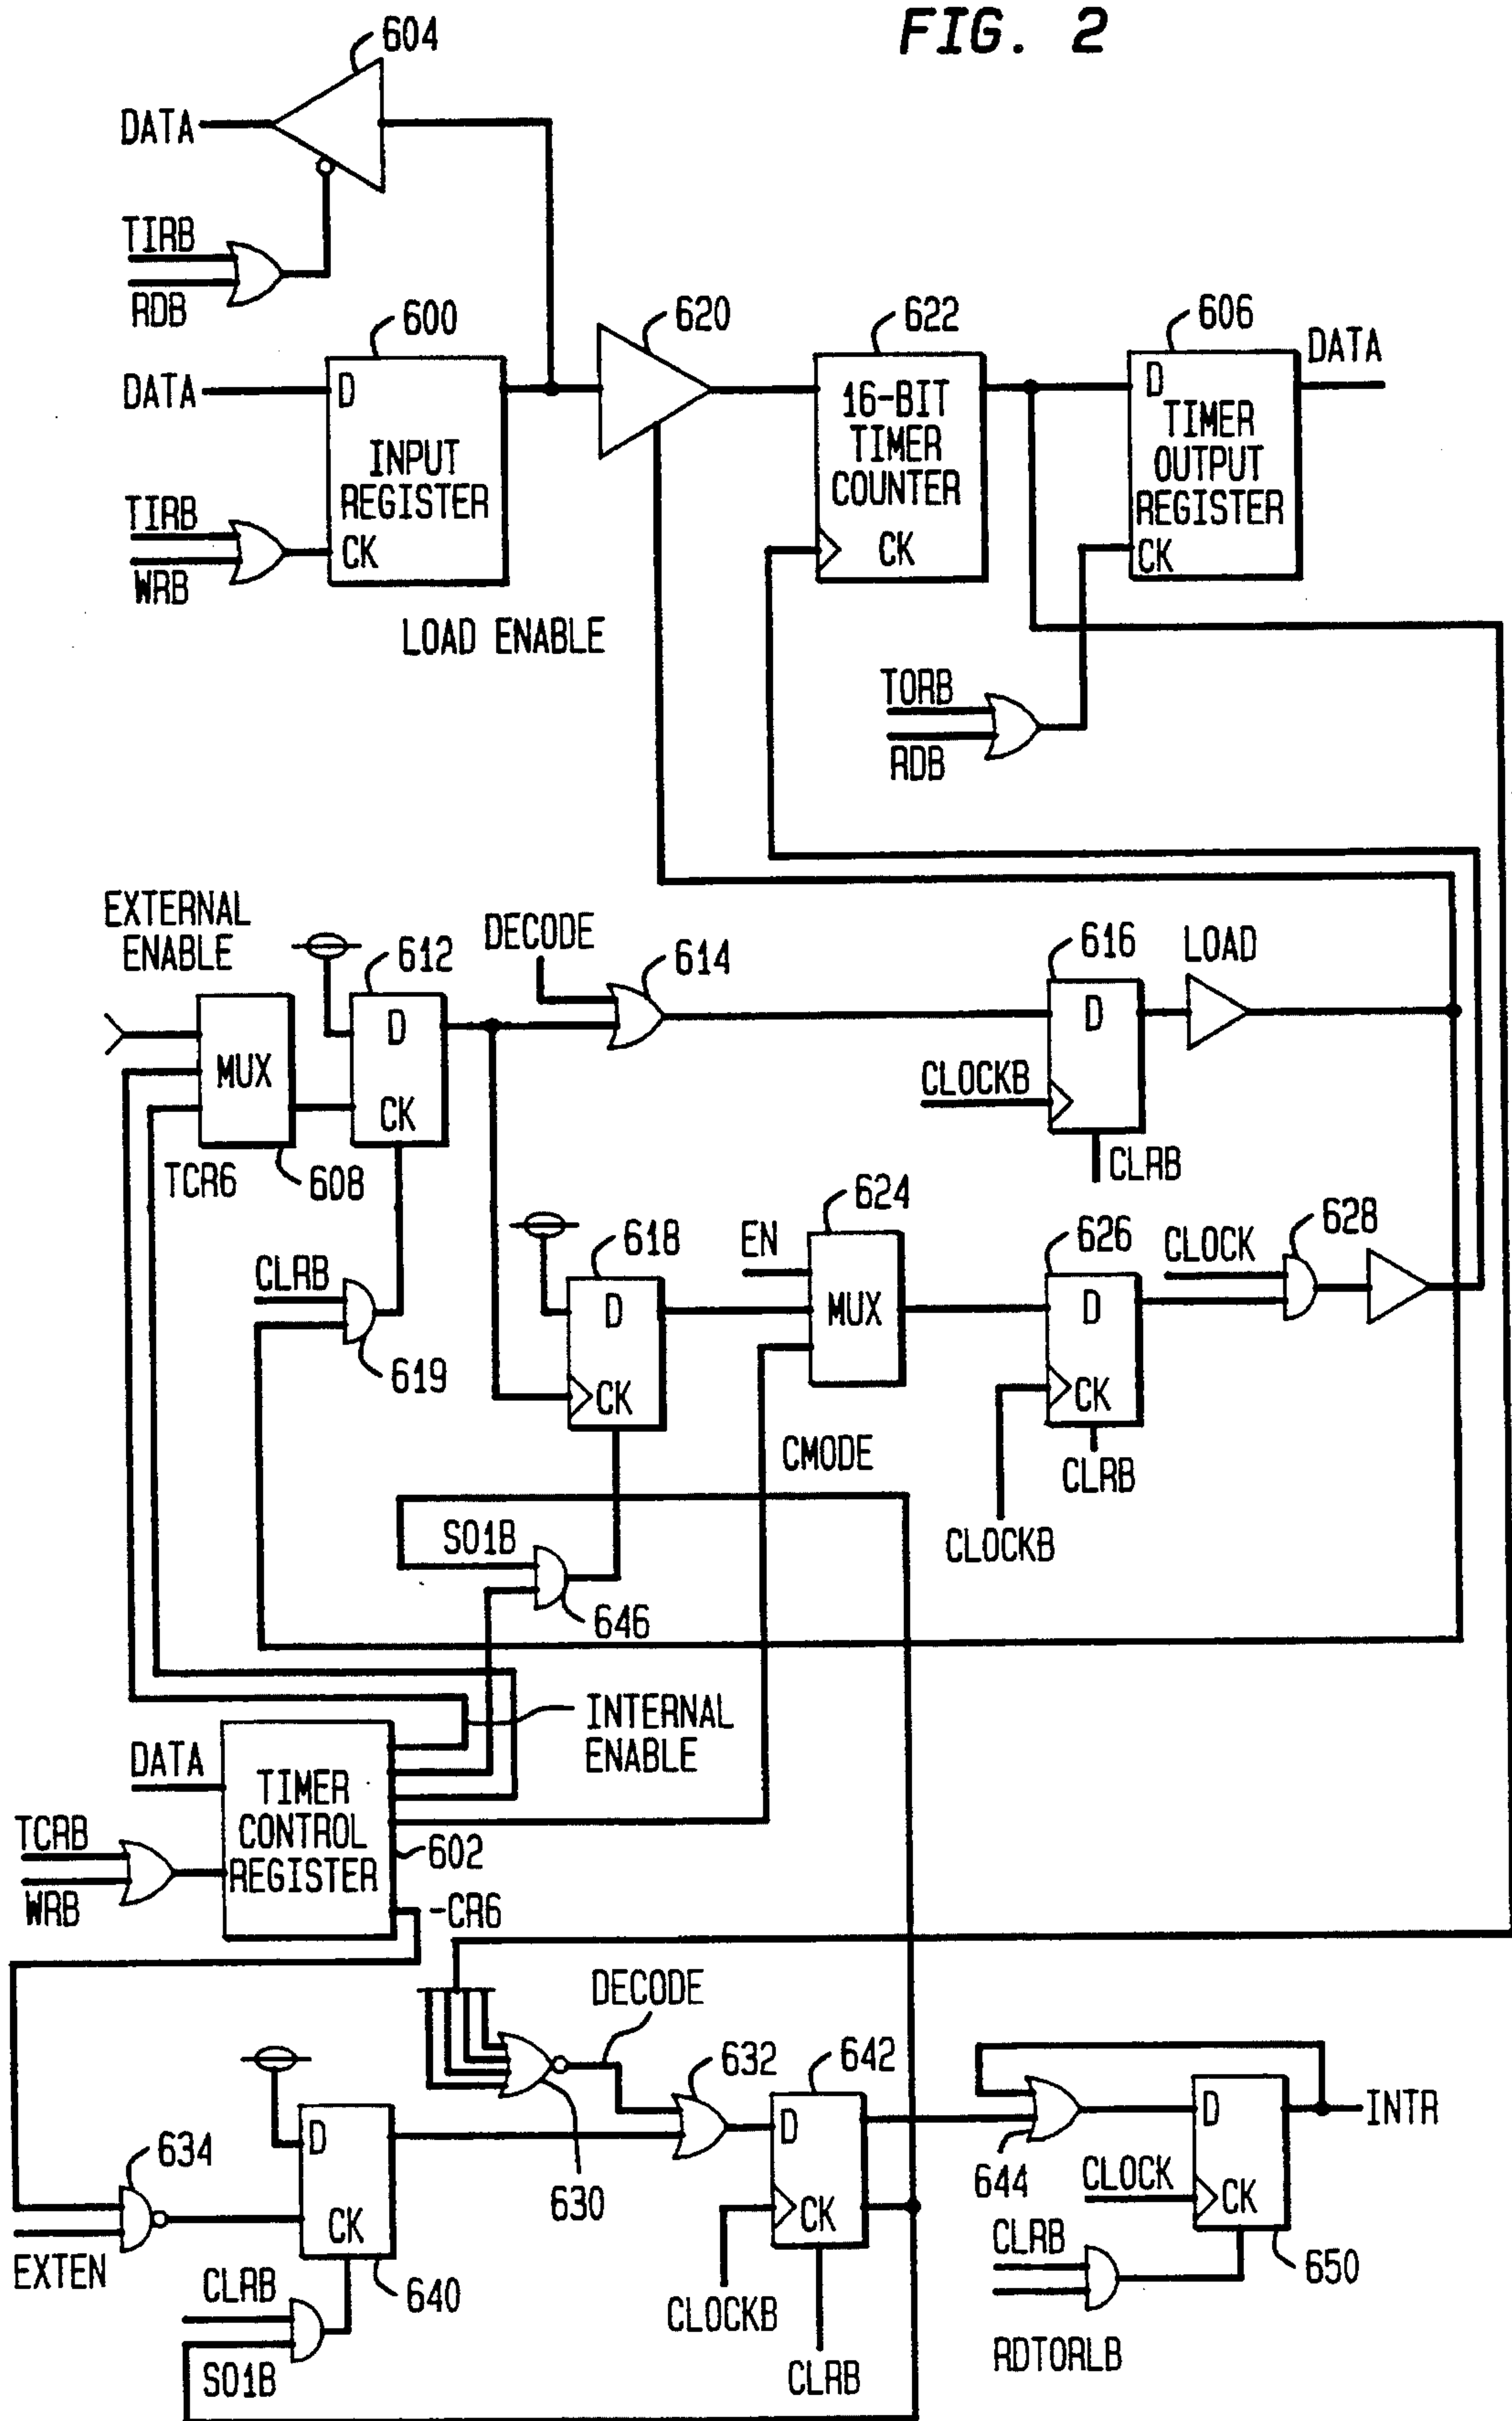 FIG. 2
604
DATA
TIRB
RDB
600
620
622
606
DATA
DATA
D
INPUT
REGISTER
CK
16-BIT
TIMER
COUNTER
CK
D
TIMER
OUTPUT
REGISTER
CK
TIRB
WRB
LOAD ENABLE
TORB
RDB
EXTERNAL
ENABLE
612
DECODE
614
616
LOAD
MUX
D
CK
D
CLOCKB
CLRB
TCR6
608
624
EN
618
626
CLOCK
628
CLRB
D
MUX
D
619
CK
CK
CMODE
CLRB
S01B
CLOCKB
646
INTERNAL
ENABLE
DATA
TIMER
CONTROL
REGISTER
TCRB
WRB
602
-CR6
DECODE
632
642
D
D
D
INTR
634
630
644
CLOCK
CK
CK
CK
EXTEN
CLRB
640
CLOCKB
CLRB
650
S01B
CLRB
RDTORLB